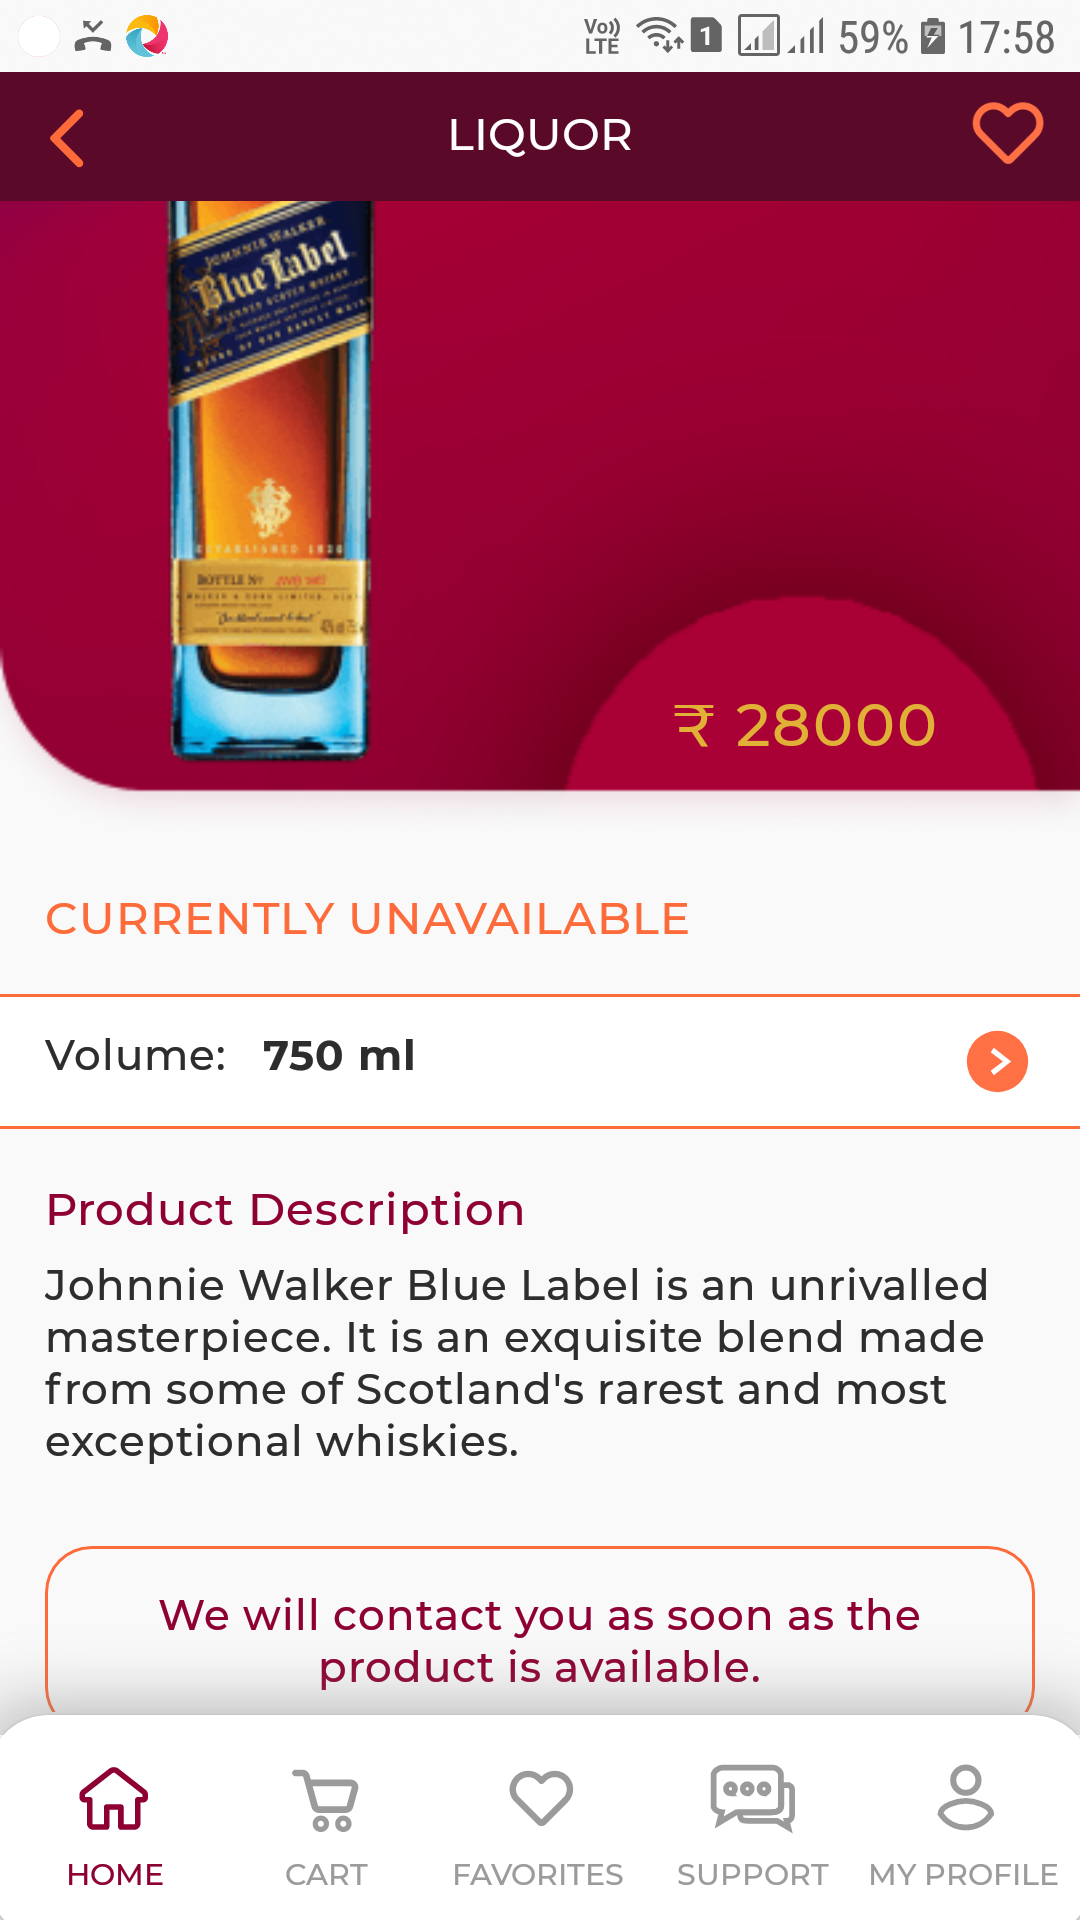 Vo)) LTE 1 59% 17:58
LIQUOR
JOHNNIE WALKER
Blue Label
BLENDED SCOTCH WHISKY
ESTABLISHED 1820
BOTTLE No
₹ 28000
CURRENTLY UNAVAILABLE
Volume: 750 ml
Product Description
Johnnie Walker Blue Label is an unrivalled
masterpiece. It is an exquisite blend made
from some of Scotland's rarest and most
exceptional whiskies.
We will contact you as soon as the
product is available.
HOME CART FAVORITES SUPPORT MY PROFILE